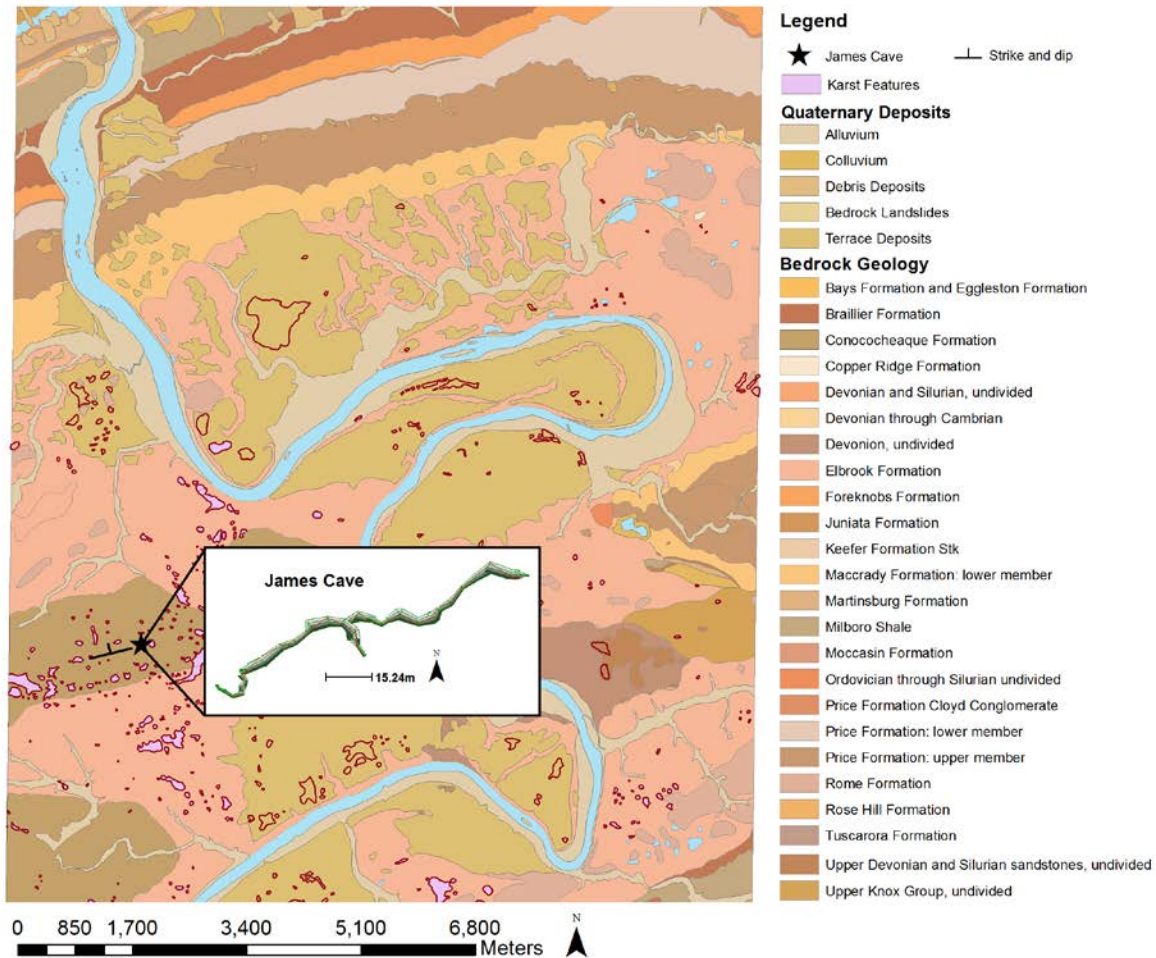 Legend
James Cave
Strike and dip
Karst Features
Quaternary Deposits
Alluvium
Colluvium
Debris Deposits
Bedrock Landslides
Terrace Deposits
Bedrock Geology
Bays Formation and Eggleston Formation
Braillier Formation
Conococheaque Formation
Copper Ridge Formation
Devonian and Silurian, undivided
Devonian through Cambrian
Devonion, undivided
Elbrook Formation
Foreknobs Formation
Juniata Formation
Keefer Formation Stk
Maccrady Formation: lower member
Martinsburg Formation
Milboro Shale
Moccasin Formation
Ordovician through Silurian undivided
Price Formation Cloyd Conglomerate
Price Formation: lower member
Price Formation: upper member
Rome Formation
Rose Hill Formation
Tuscarora Formation
Upper Devonian and Silurian sandstones, undivided
Upper Knox Group, undivided
James Cave
N
15.24m
0 850 1,700 3,400 5,100 6,800
Meters
N